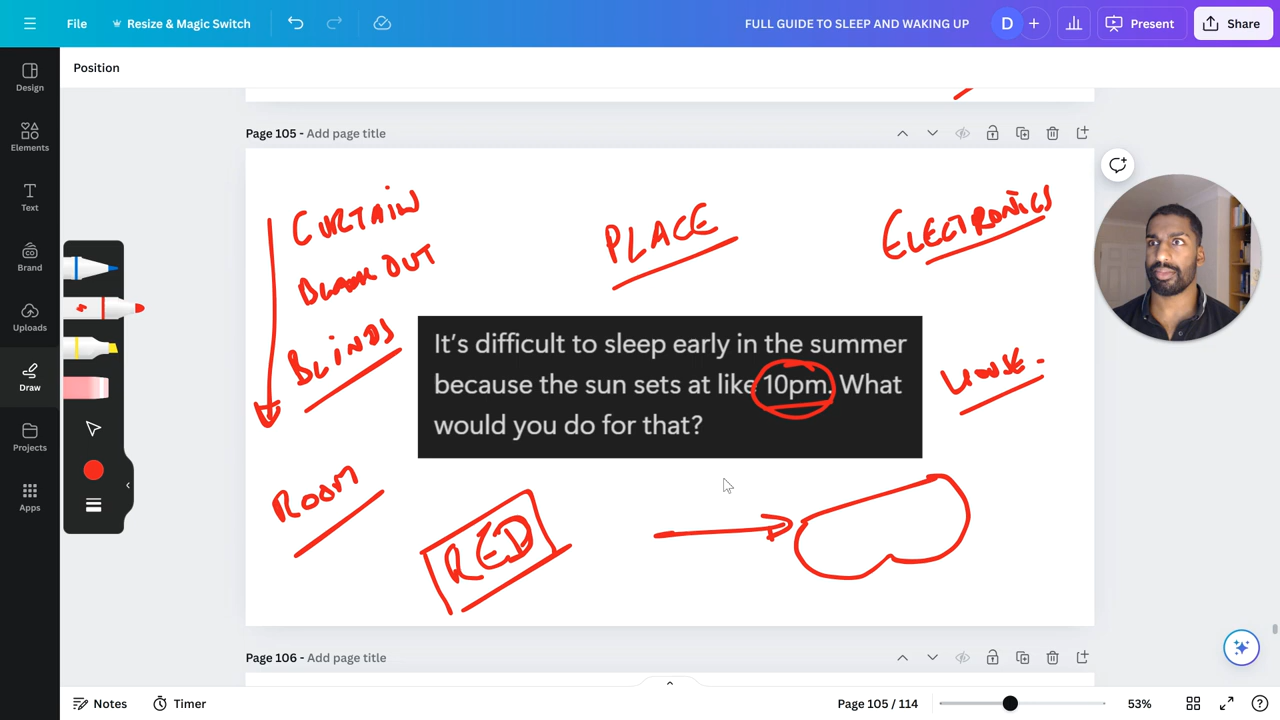 File
Resize & Magic Switch
FULL GUIDE TO SLEEP AND WAKING UP
D
Present
Share
Design
Elements
Text
Brand
Uploads
Draw
Projects
Apps
Position
Page 105 - Add page title
CURTAIN
BLACK OUT
BLINDS
PLACE
ELECTRONICS
It's difficult to sleep early in the summer
because the sun sets at like 10pm. What
would you do for that?
HOUSE.
ROOM
RED
Page 106 - Add page title
Notes
Timer
Page 105 / 114
53%